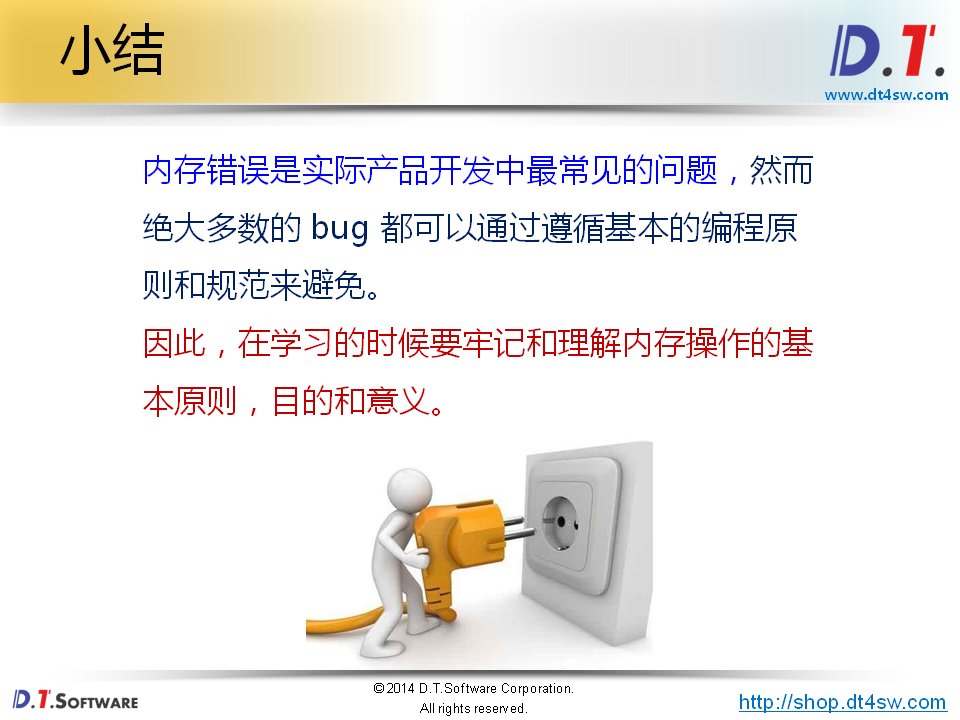 小结
D.T.
www.dt4sw.com
内存错误是实际产品开发中最常见的问题，然而
绝大多数的 bug 都可以通过遵循基本的编程原
则和规范来避免。
因此，在学习的时候要牢记和理解内存操作的基
本原则，目的和意义。
D.T.SOFTWARE
©2014 D.T.Software Corporation.
All rights reserved.
http://shop.dt4sw.com